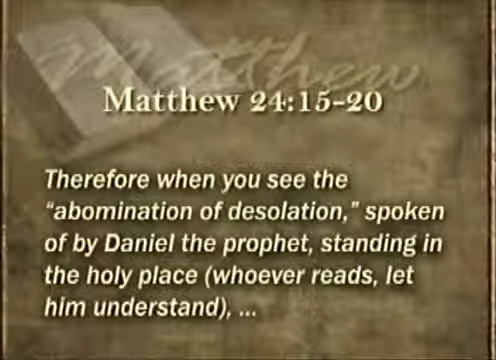 Matthew
Matthew 24:15-20
Therefore when you see the
“abomination of desolation,” spoken
of by Daniel the prophet, standing in
the holy place (whoever reads, let
him understand), ...